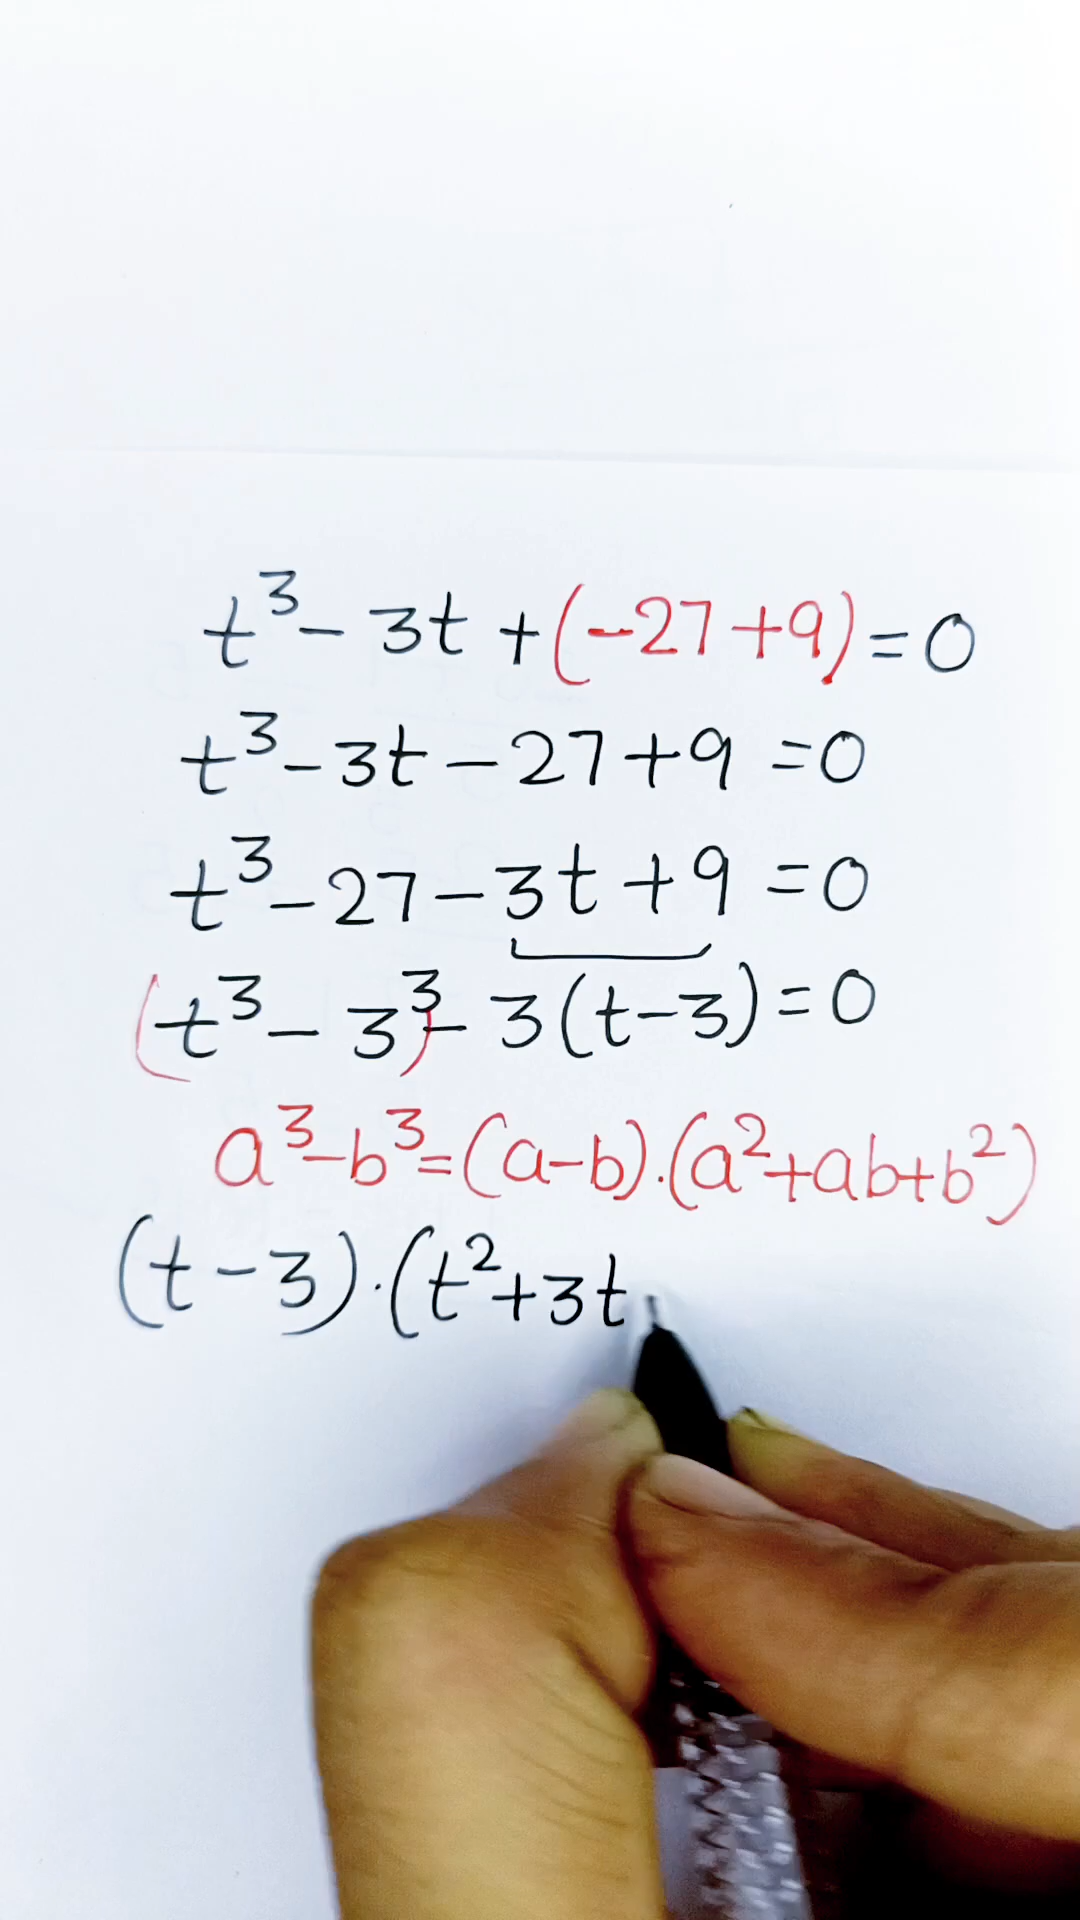 t³ - 3t + (-27 + 9) = 0
t³ - 3t - 27 + 9 = 0
t³ - 27 - 3t + 9 = 0
(t³ - 3³) - 3(t - 3) = 0
a³ - b³ = (a - b).(a² + ab + b²)
(t - 3).(t² + 3t